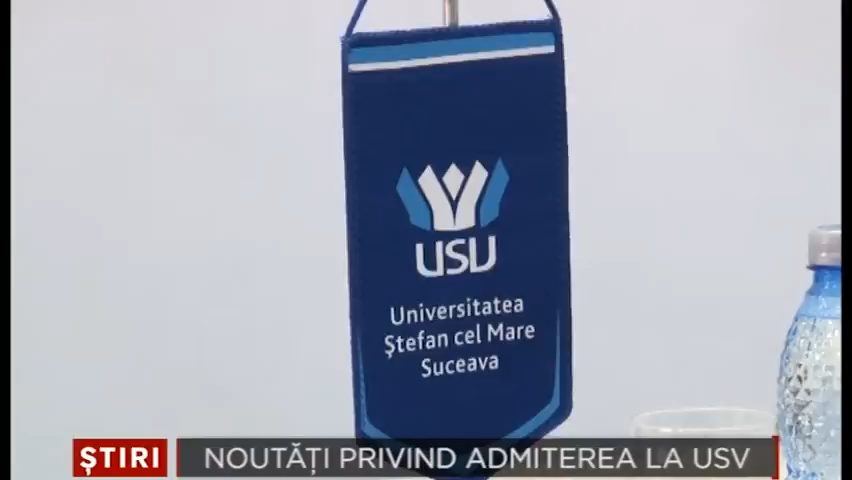 USV
Universitatea
Ștefan cel Mare
Suceava
ȘTIRI
NOUTĂȚI PRIVIND ADMITEREA LA USV